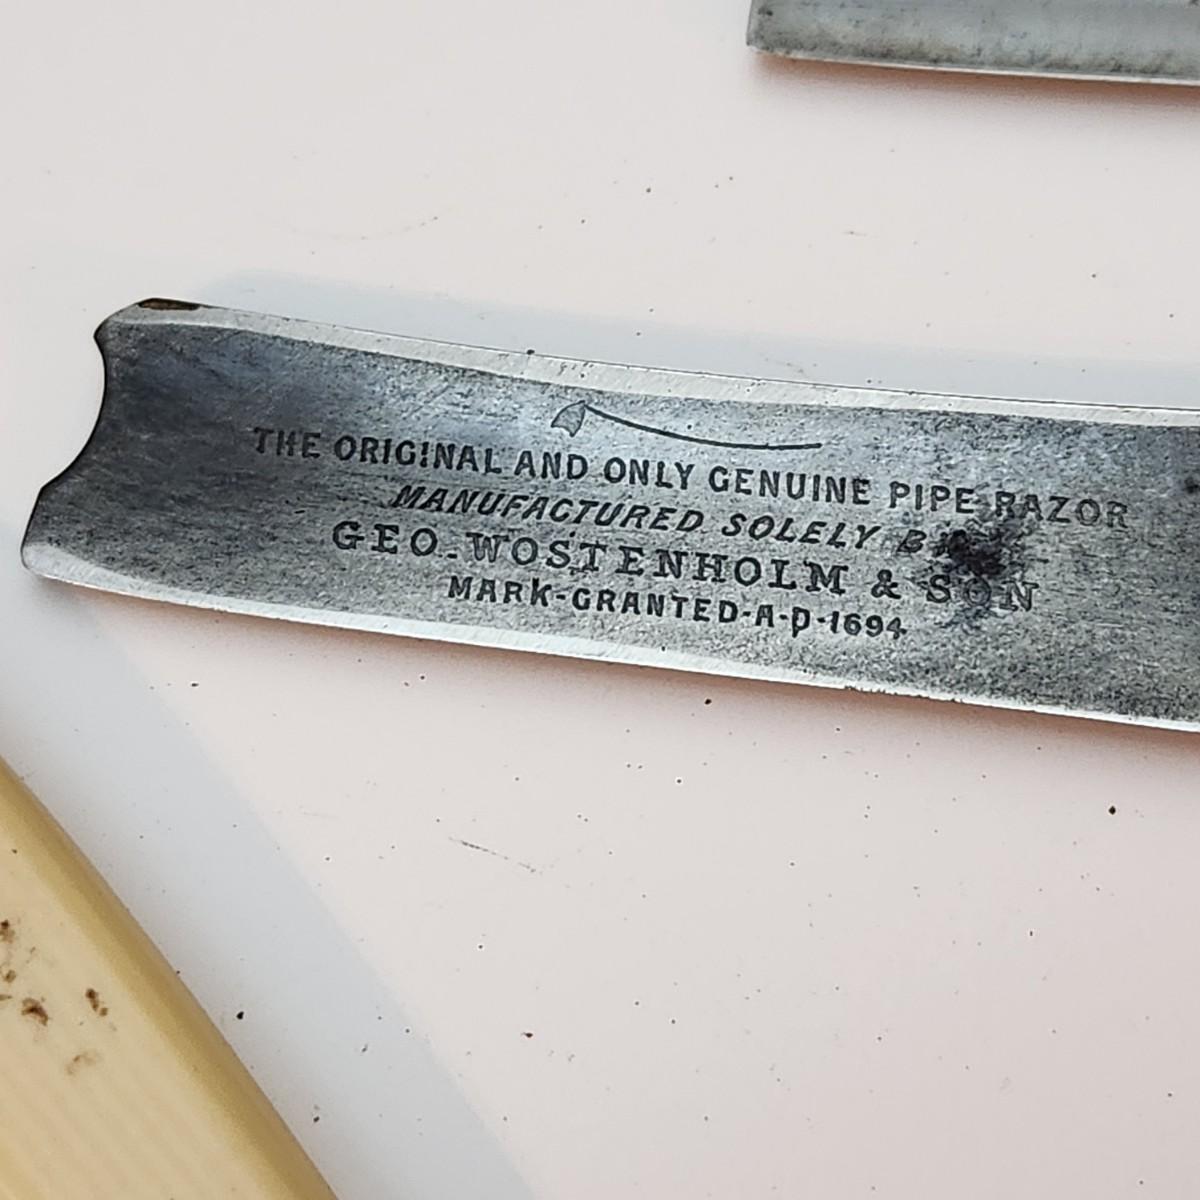 THE ORIGINAL AND ONLY GENUINE PIPE RAZOR
MANUFACTURED SOLELY
GEO. WOSTENHOLM & SON
MARK-GRANTED-A-D-1694